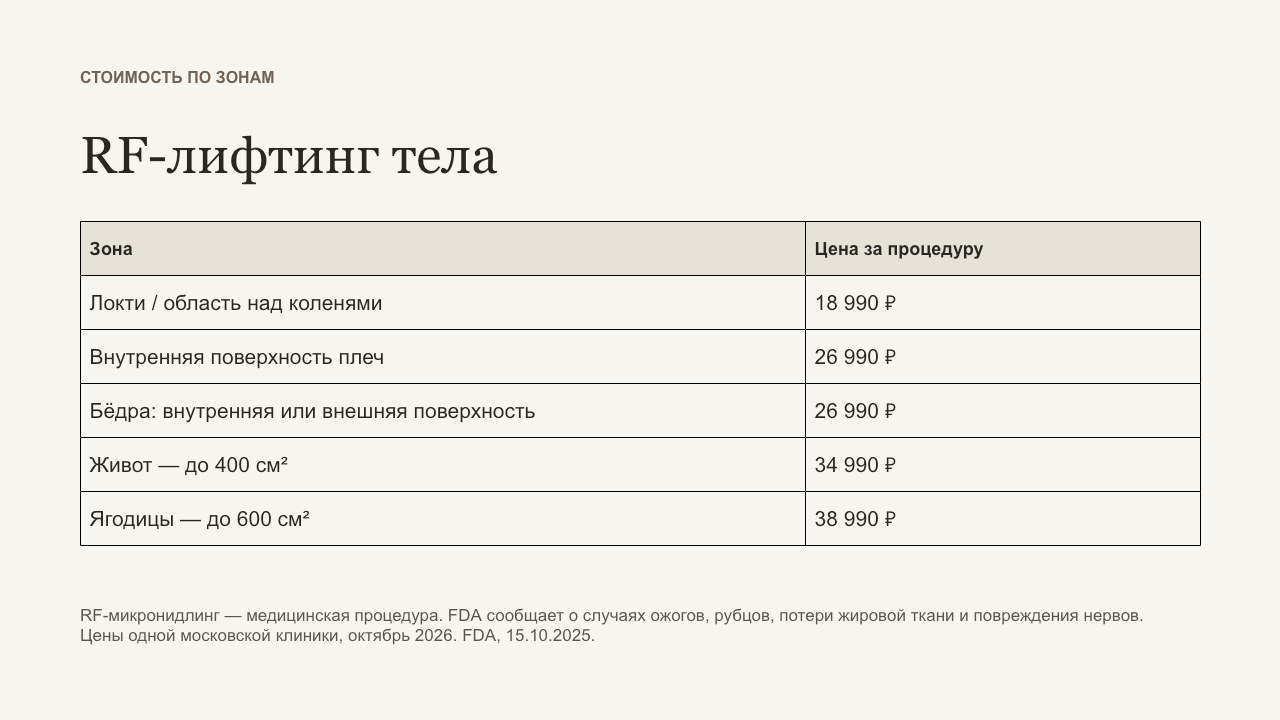 СТОИМОСТЬ ПО ЗОНАМ
RF-лифтинг тела
Зона Цена за процедуру
Локти / область над коленями 18 990 ₽
Внутренняя поверхность плеч 26 990 ₽
Бёдра: внутренняя или внешняя поверхность 26 990 ₽
Живот — до 400 см² 34 990 ₽
Ягодицы — до 600 см² 38 990 ₽
RF-микронидлинг — медицинская процедура. FDA сообщает о случаях ожогов, рубцов, потери жировой ткани и повреждения нервов.
Цены одной московской клиники, октябрь 2026. FDA, 15.10.2025.